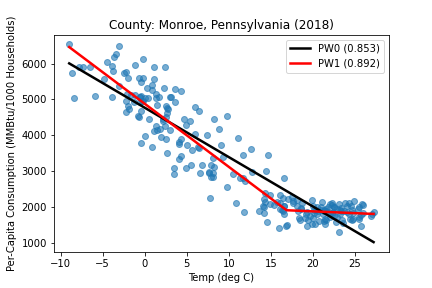 County: Monroe, Pennsylvania (2018)
Per-Capita Consumption (MMBtu/1000 Households)
6000
5000
4000
3000
2000
1000
PW0 (0.853)
PW1 (0.892)
−10 −5 0 5 10 15 20 25
Temp (deg C)